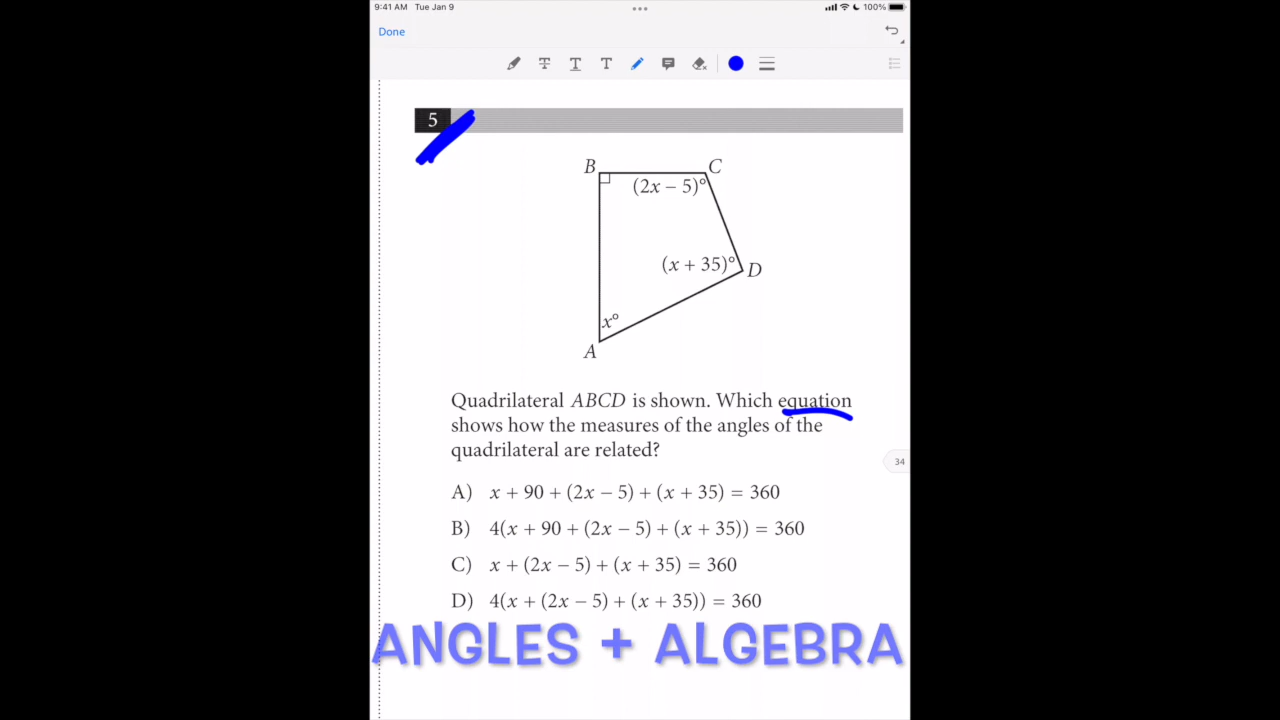 9:41 AM Tue Jan 9
100%
Done
T T T
5
B
C
(2x − 5)°
(x + 35)°
D
x°
A
Quadrilateral ABCD is shown. Which equation
shows how the measures of the angles of the
quadrilateral are related?
34
A) x + 90 + (2x − 5) + (x + 35) = 360
B) 4(x + 90 + (2x − 5) + (x + 35)) = 360
C) x + (2x − 5) + (x + 35) = 360
D) 4(x + (2x − 5) + (x + 35)) = 360
ANGLES + ALGEBRA